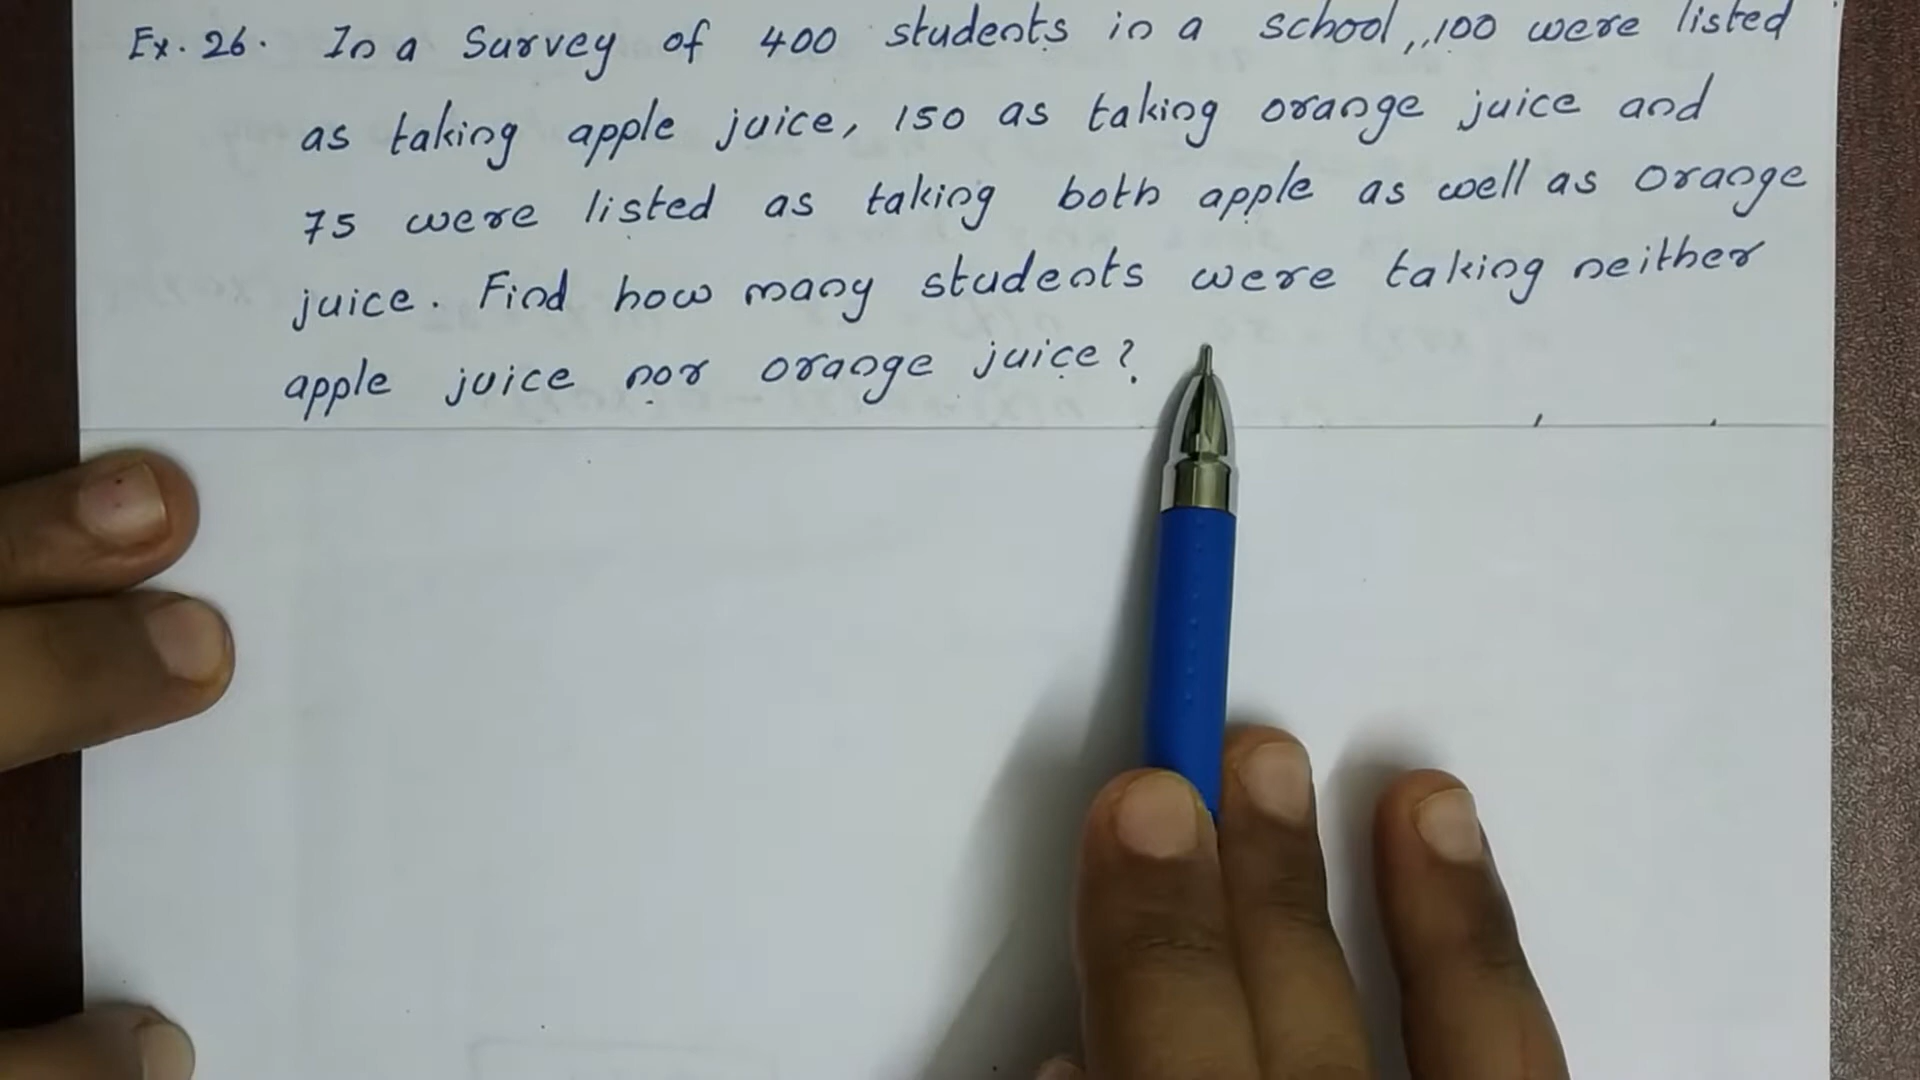 Ex. 26. In a Survey of 400 students in a school, 100 were listed
as taking apple juice, 150 as taking orange juice and
75 were listed as taking both apple as well as orange
juice. Find how many students were taking neither
apple juice nor orange juice?